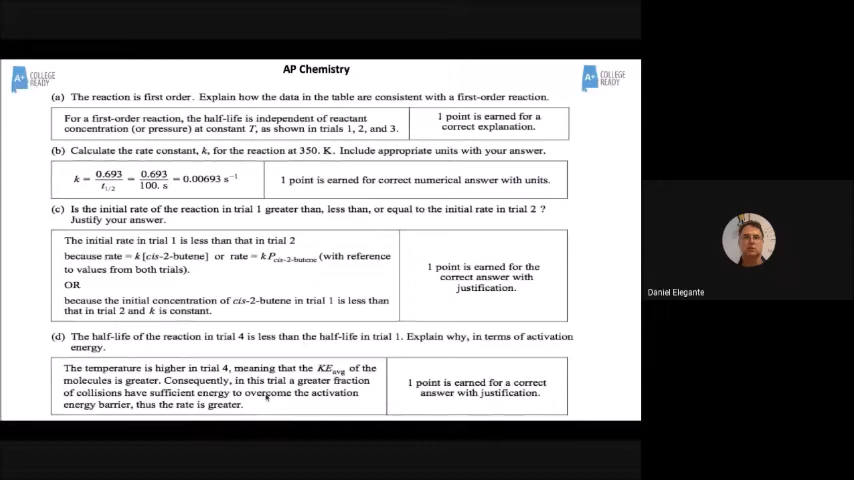 AP Chemistry
A+ COLLEGE READY
A+ COLLEGE READY
(a) The reaction is first order. Explain how the data in the table are consistent with a first-order reaction.
For a first-order reaction, the half-life is independent of reactant
concentration (or pressure) at constant T, as shown in trials 1, 2, and 3.
1 point is earned for a
correct explanation.
(b) Calculate the rate constant, k, for the reaction at 350. K. Include appropriate units with your answer.
k = 0.693/t1/2 = 0.693/100. s = 0.00693 s⁻¹
1 point is earned for correct numerical answer with units.
(c) Is the initial rate of the reaction in trial 1 greater than, less than, or equal to the initial rate in trial 2 ?
Justify your answer.
The initial rate in trial 1 is less than that in trial 2
because rate = k [cis-2-butene] or rate = kPcis-2-butene (with reference
to values from both trials).
OR
because the initial concentration of cis-2-butene in trial 1 is less than
that in trial 2 and k is constant.
1 point is earned for the
correct answer with
justification.
(d) The half-life of the reaction in trial 4 is less than the half-life in trial 1. Explain why, in terms of activation
energy.
The temperature is higher in trial 4, meaning that the KEavg of the
molecules is greater. Consequently, in this trial a greater fraction
of collisions have sufficient energy to overcome the activation
energy barrier, thus the rate is greater.
1 point is earned for a correct
answer with justification.
Daniel Elegante